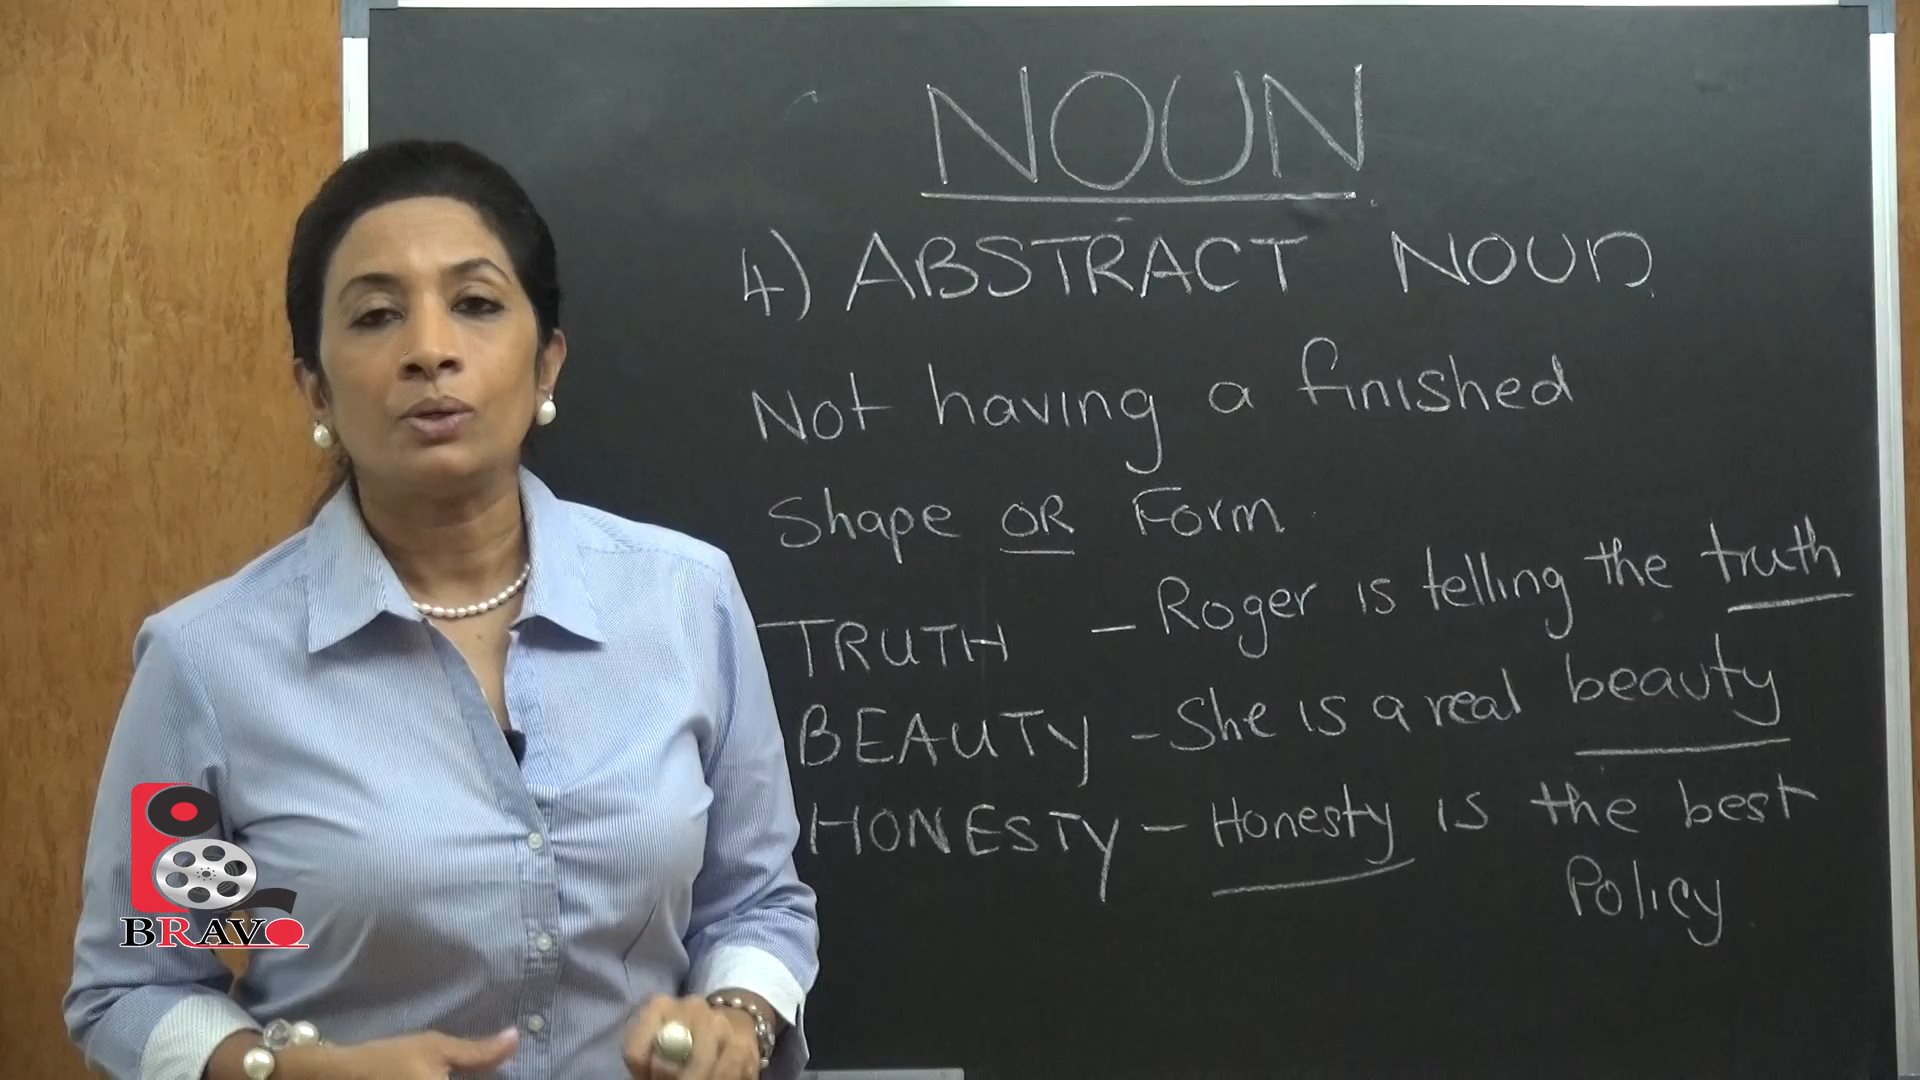 NOUN
4) ABSTRACT NOUN
Not having a finished
Shape OR Form
TRUTH - Roger is telling the truth
BEAUTY - She is a real beauty
HONESTY - Honesty is the best
Policy
BRAVO